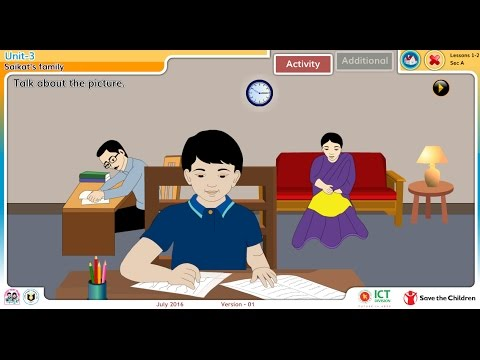 Unit-3
Saikat's family
Activity
Additional
Lessons 1-2
Sec A
Talk about the picture.
July 2016
Version - 01
ICT
DIVISION
Save the Children